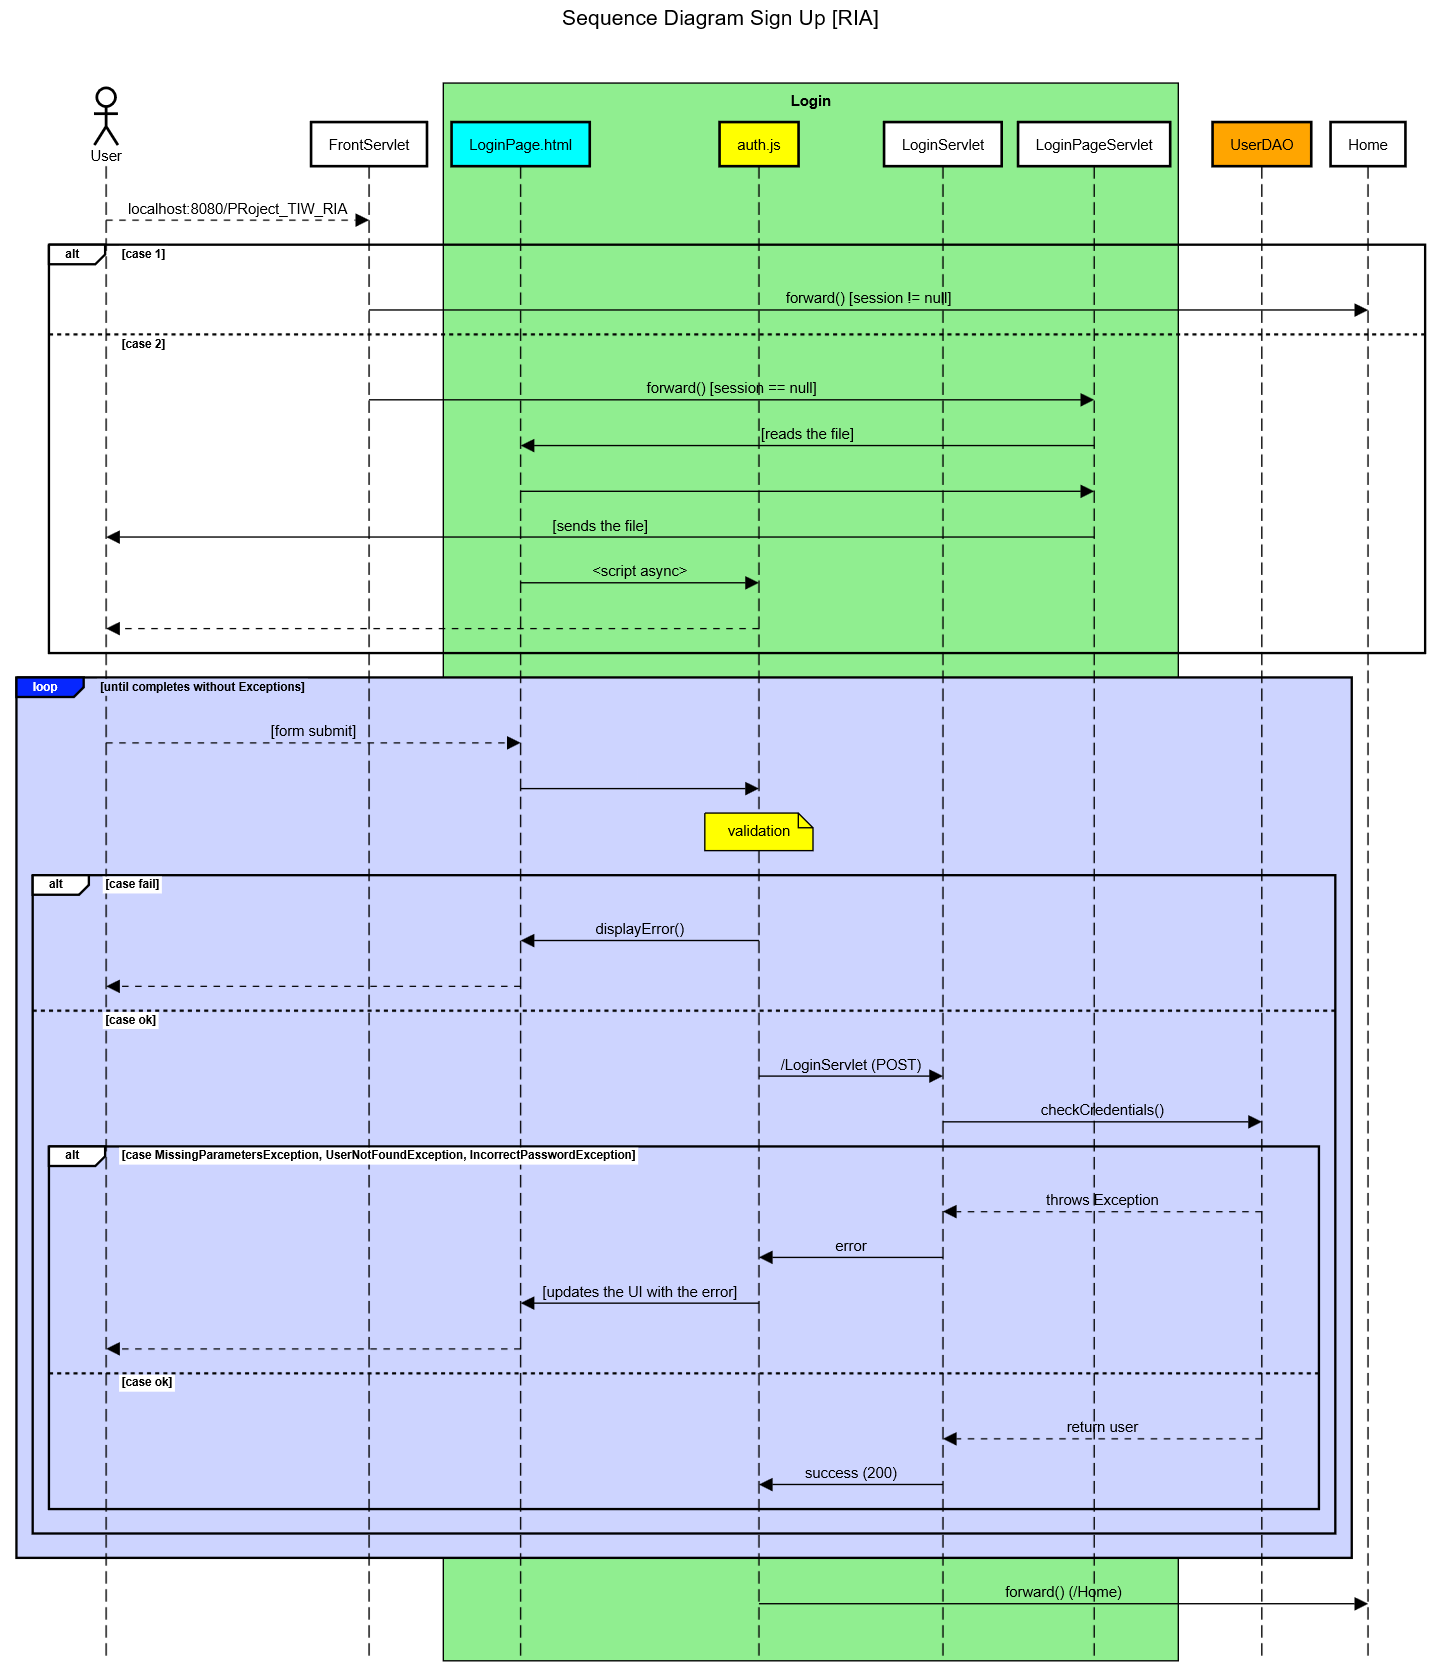 Sequence Diagram Sign Up [RIA]
Login
User
FrontServlet
LoginPage.html
auth.js
LoginServlet
LoginPageServlet
UserDAO
Home
localhost:8080/PRoject_TIW_RIA
alt
[case 1]
forward() [session != null]
[case 2]
forward() [session == null]
[reads the file]
[sends the file]
<script async>
loop
[until completes without Exceptions]
[form submit]
validation
alt
[case fail]
displayError()
[case ok]
/LoginServlet (POST)
checkCredentials()
alt
[case MissingParametersException, UserNotFoundException, IncorrectPasswordException]
throws Exception
error
[updates the UI with the error]
[case ok]
return user
success (200)
forward() (/Home)